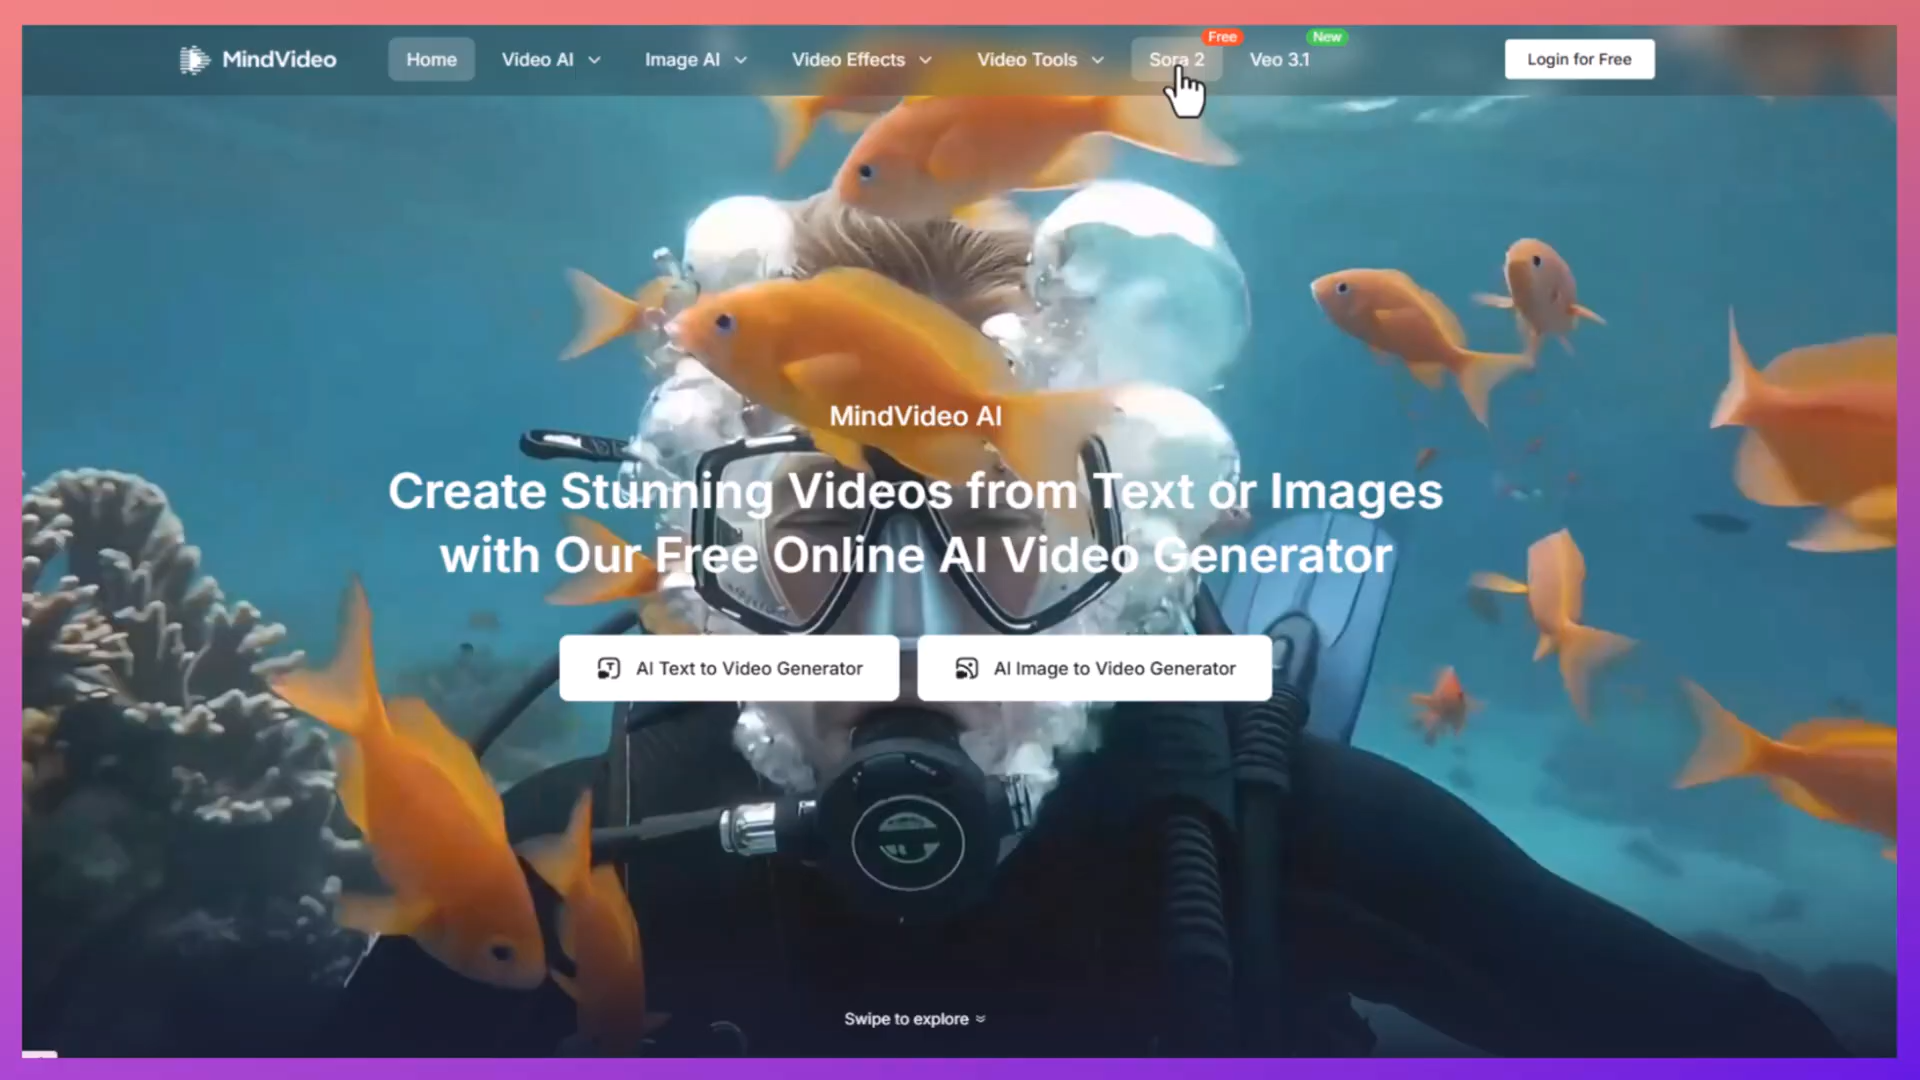 MindVideo
Home
Video AI
Image AI
Video Effects
Video Tools
Sora 2
Free
Veo 3.1
New
Login for Free
MindVideo AI
Create Stunning Videos from Text or Images
with Our Free Online AI Video Generator
AI Text to Video Generator
AI Image to Video Generator
Swipe to explore